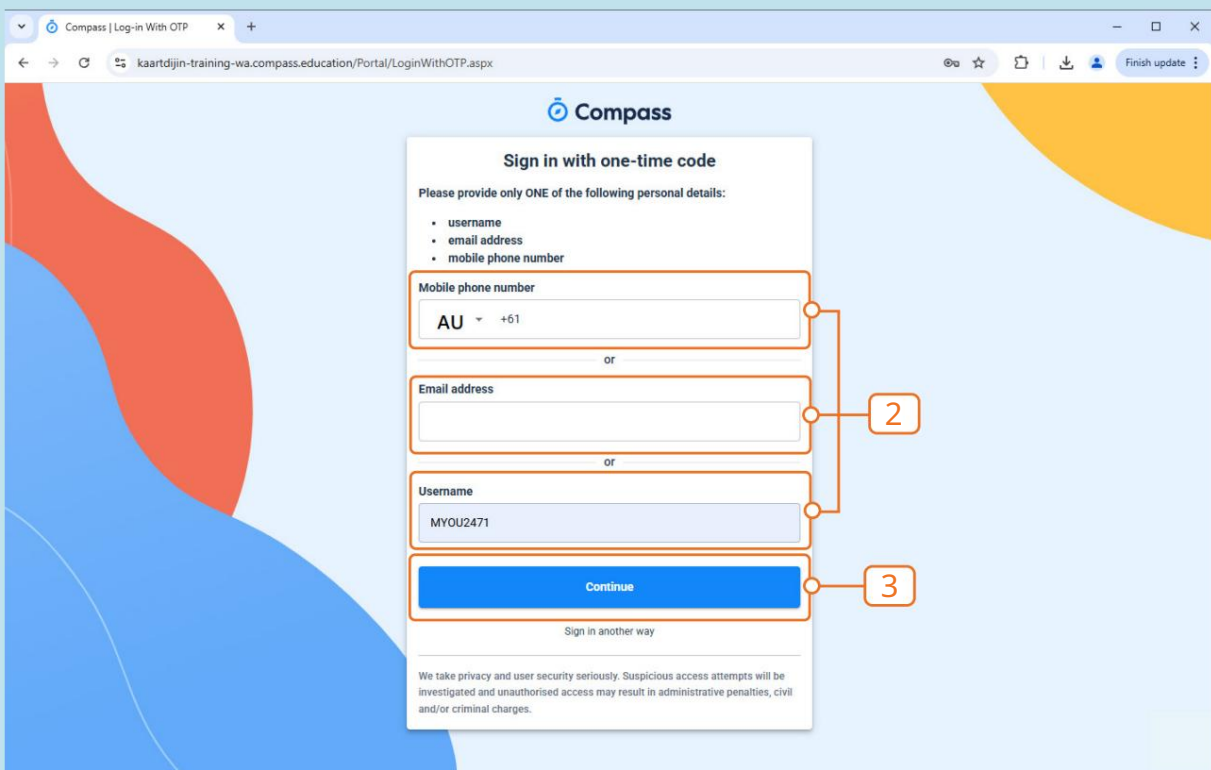 Compass | Log-in With OTP
kaartdijin-training-wa.compass.education/Portal/LoginWithOTP.aspx
Finish update
Compass
Sign in with one-time code
Please provide only ONE of the following personal details:
• username
• email address
• mobile phone number
Mobile phone number
AU +61
or
Email address
2
or
Username
MYOU2471
Continue
3
Sign in another way
We take privacy and user security seriously. Suspicious access attempts will be
investigated and unauthorised access may result in administrative penalties, civil
and/or criminal charges.